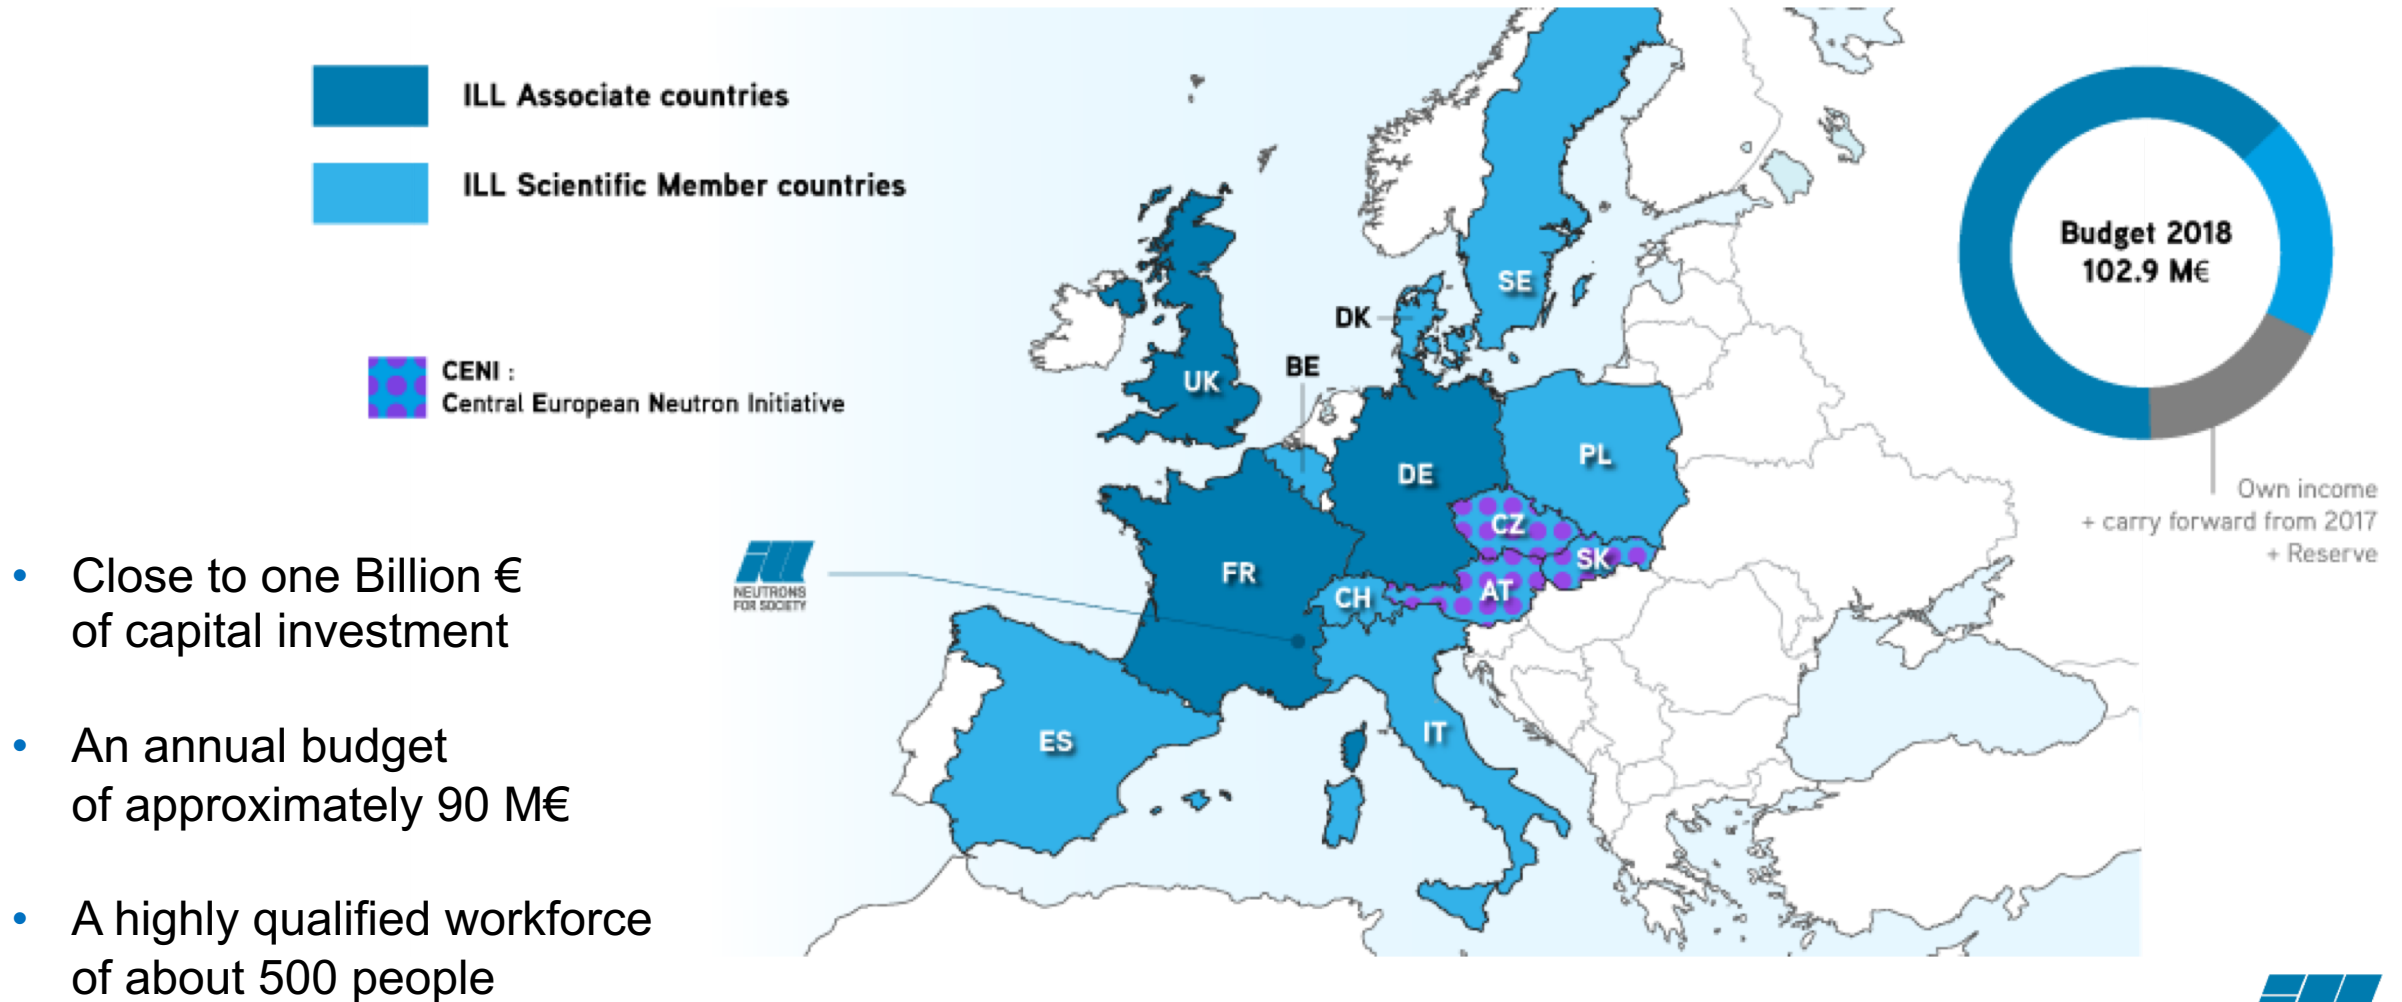 ILL Associate countries
ILL Scientific Member countries
CENI :
Central European Neutron Initiative
• Close to one Billion €
of capital investment
• An annual budget
of approximately 90 M€
• A highly qualified workforce
of about 500 people
ill
NEUTRONS
FOR SOCIETY
SE
DK
BE
UK
PL
DE
CZ
SK
FR
CH
AT
IT
ES
Budget 2018
102.9 M€
Own income
+ carry forward from 2017
+ Reserve